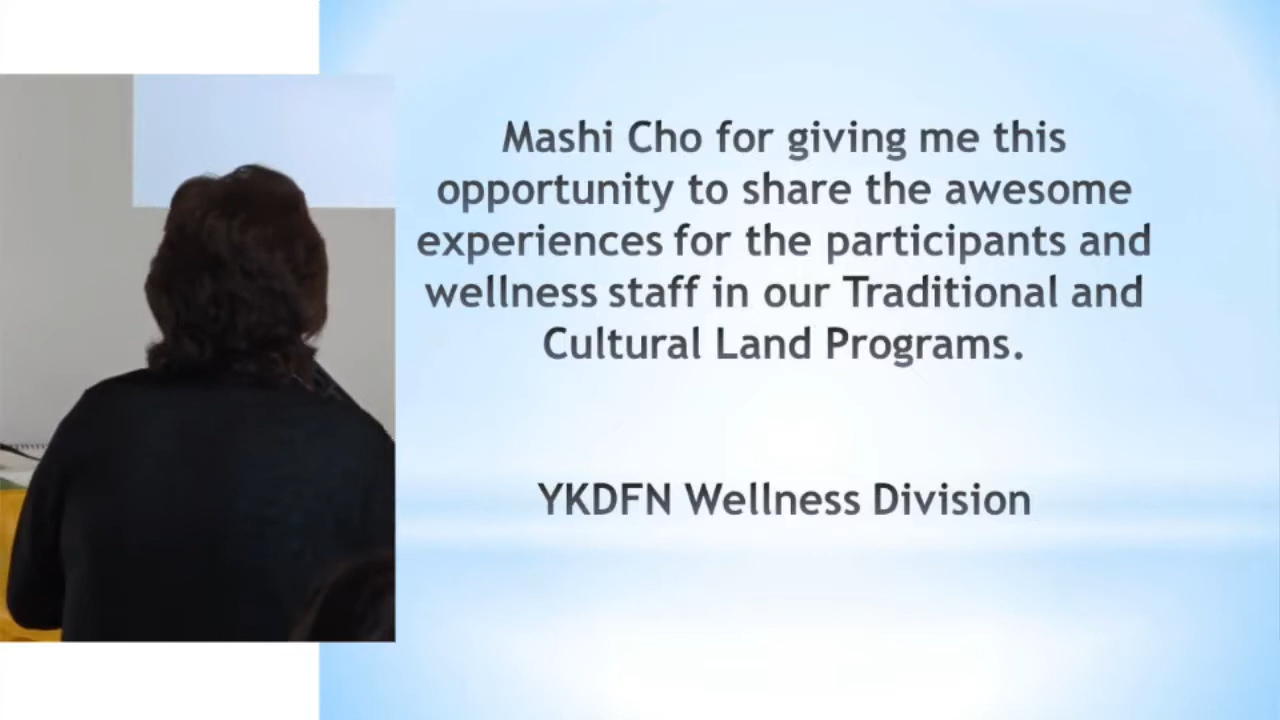 Mashi Cho for giving me this
opportunity to share the awesome
experiences for the participants and
wellness staff in our Traditional and
Cultural Land Programs.
YKDFN Wellness Division